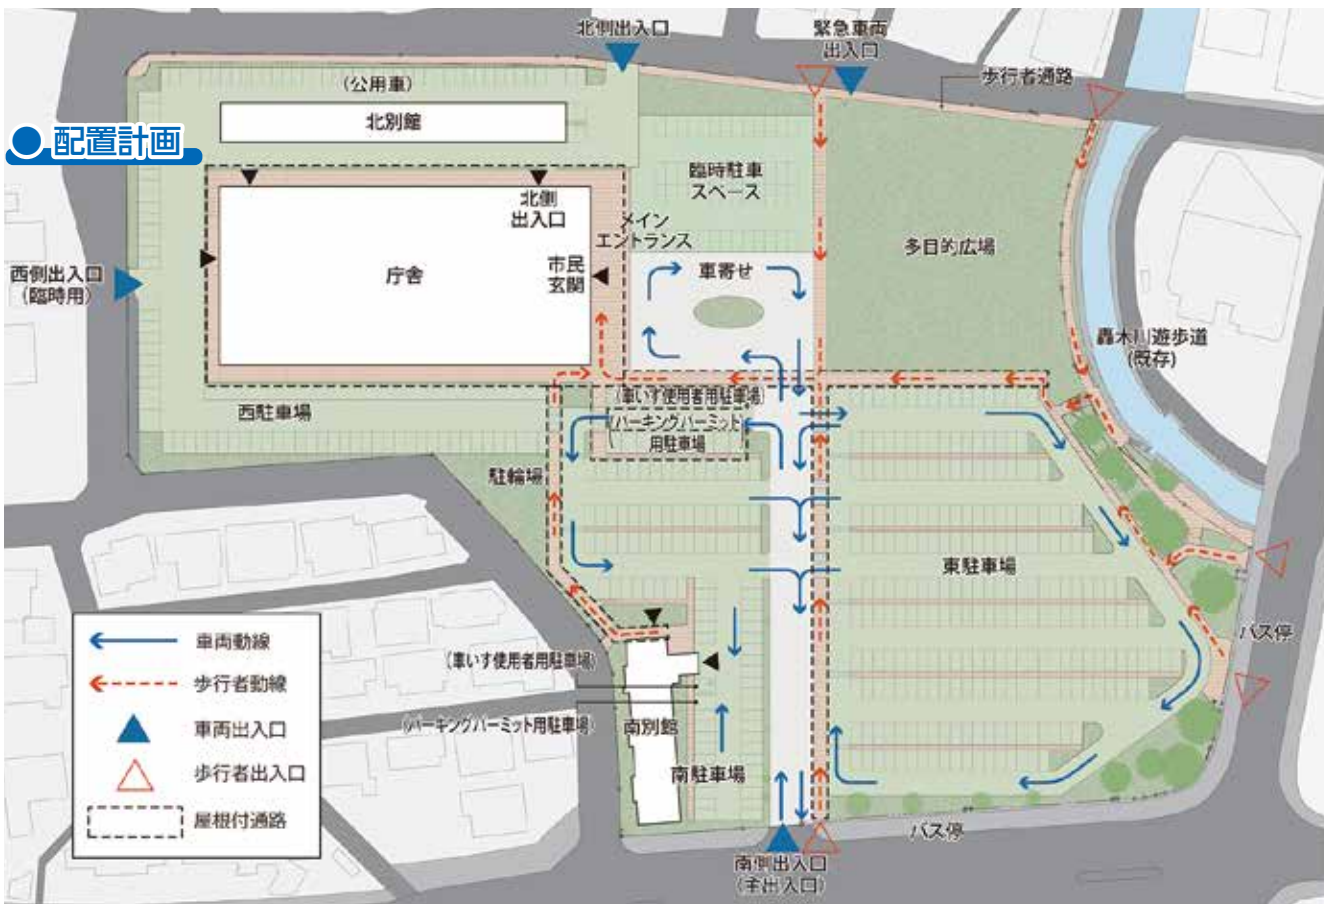 北側出入口
緊急車両
出入口
歩行者通路
(公用車)
北別館
配置計画
臨時駐車
スペース
北側
出入口
メイン
エントランス
多目的広場
西側出入口
(臨時用)
庁舎
市民
玄関
車寄せ
轟木川遊歩道
(既存)
(車いす使用者用駐車場)
西駐車場
(パーキングパーミット)
用駐車場
駐輪場
東駐車場
バス停
車両動線
歩行者動線
車両出入口
歩行者出入口
屋根付通路
(車いす使用者用駐車場)
(パーキングパーミット用駐車場)
南別館
南駐車場
バス停
南側出入口
(主出入口)